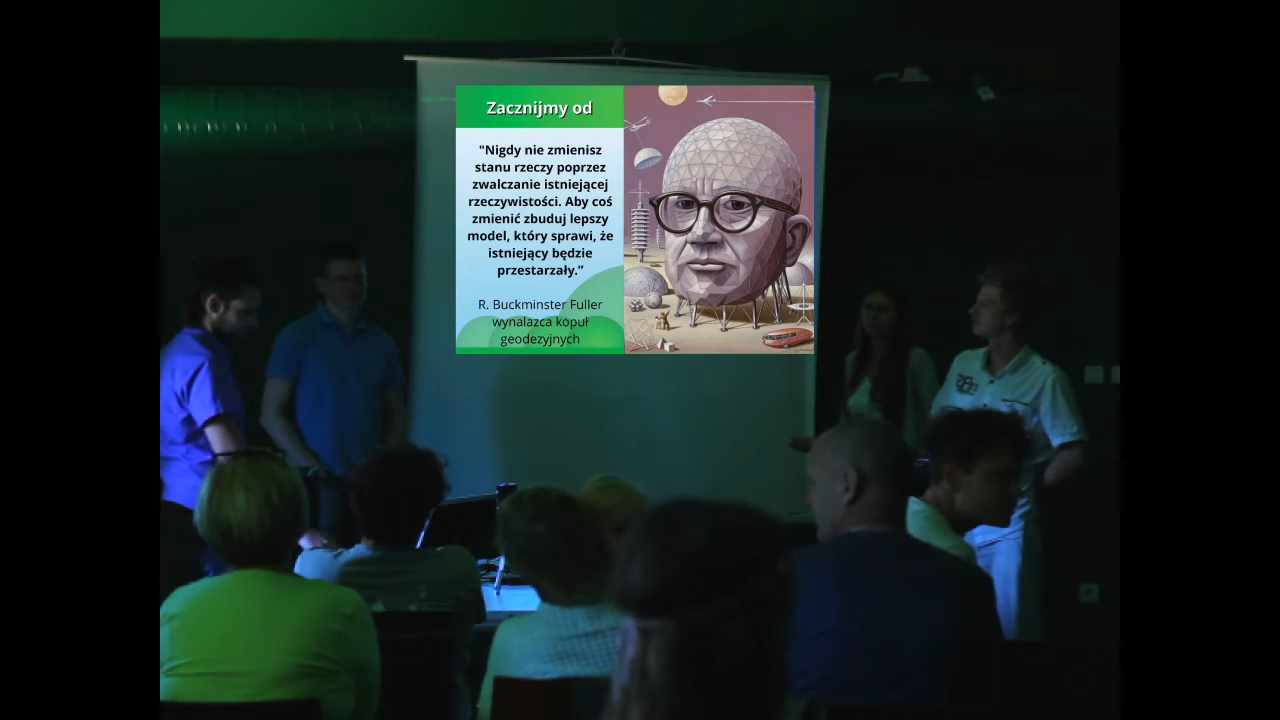 Zacznijmy od
"Nigdy nie zmienisz
stanu rzeczy poprzez
zwalczanie istniejącej
rzeczywistości. Aby coś
zmienić zbuduj lepszy
model, który sprawi, że
istniejący będzie
przestarzały.”
R. Buckminster Fuller
wynalazca kopuł
geodezyjnych